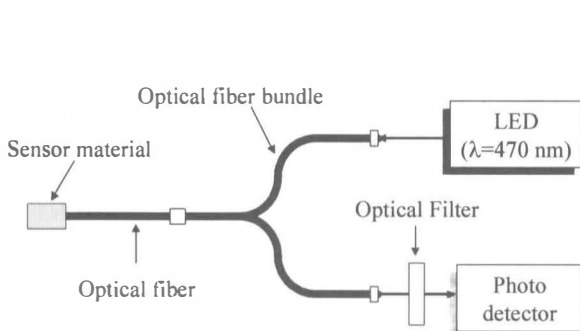 Optical fiber bundle
LED
(λ=470 nm)
Sensor material
Optical Filter
Optical fiber
Photo
detector